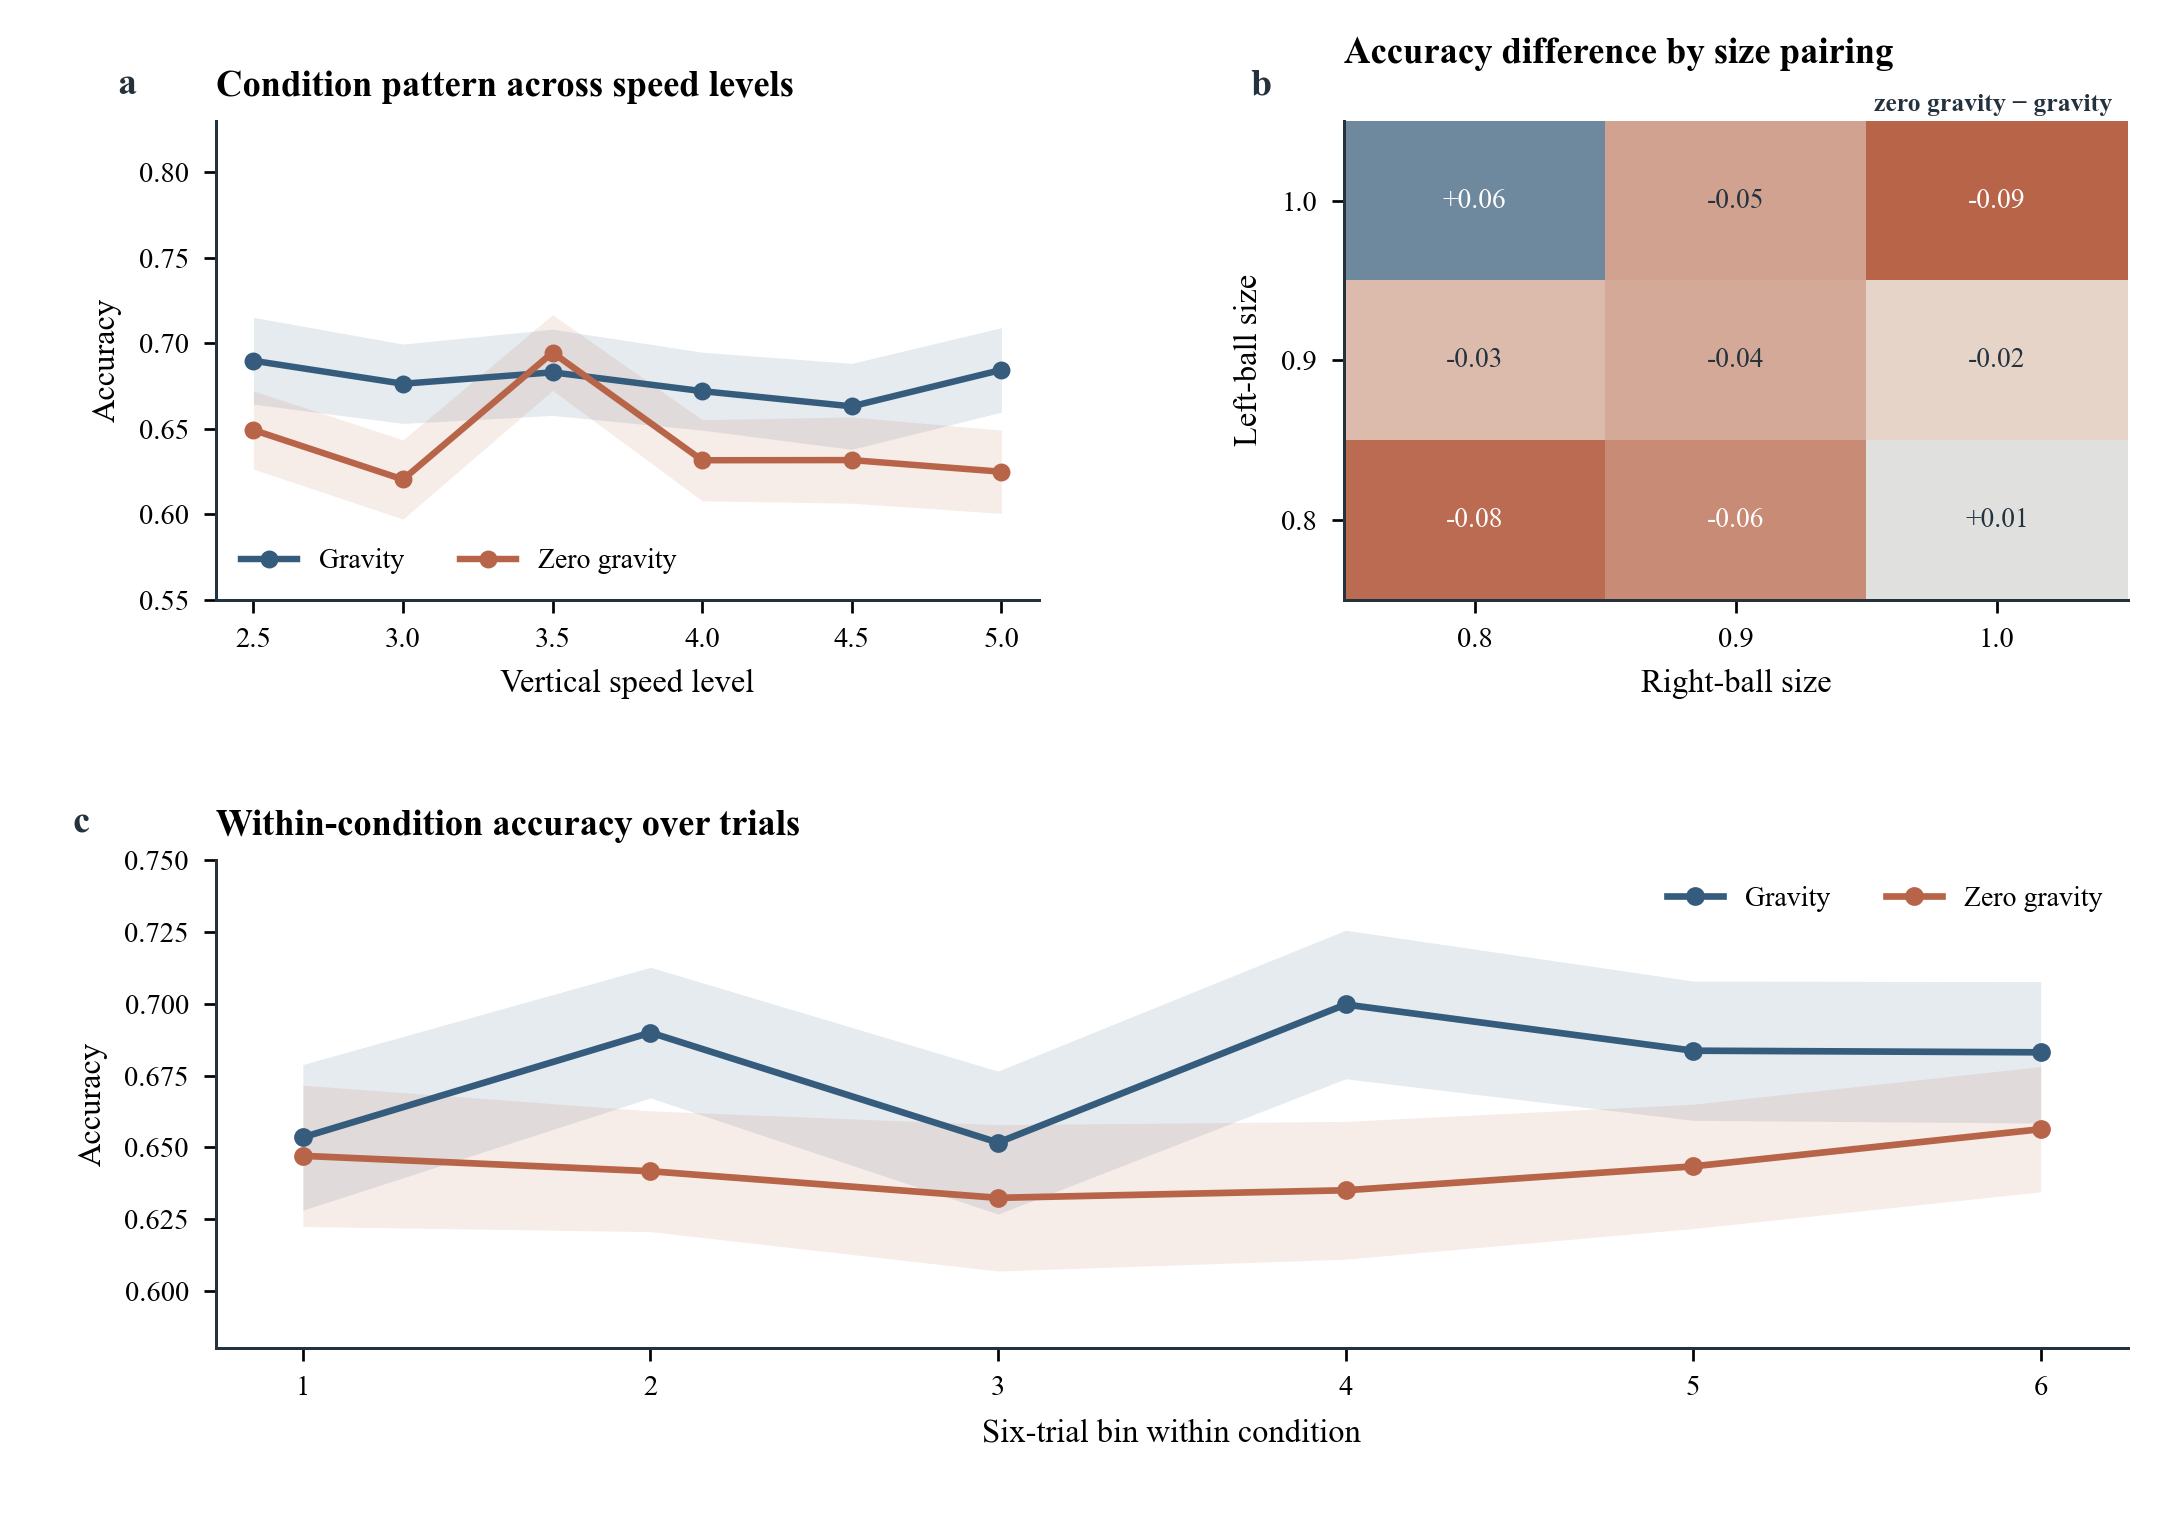 a
Condition pattern across speed levels
0.80
0.75
0.70
0.65
0.60
0.55
Accuracy
Gravity
Zero gravity
2.5 3.0 3.5 4.0 4.5 5.0
Vertical speed level
b
Accuracy difference by size pairing
zero gravity − gravity
1.0
0.9
0.8
Left-ball size
+0.06 -0.05 -0.09
-0.03 -0.04 -0.02
-0.08 -0.06 +0.01
0.8 0.9 1.0
Right-ball size
c
Within-condition accuracy over trials
0.750
0.725
0.700
0.675
0.650
0.625
0.600
Accuracy
Gravity
Zero gravity
1 2 3 4 5 6
Six-trial bin within condition